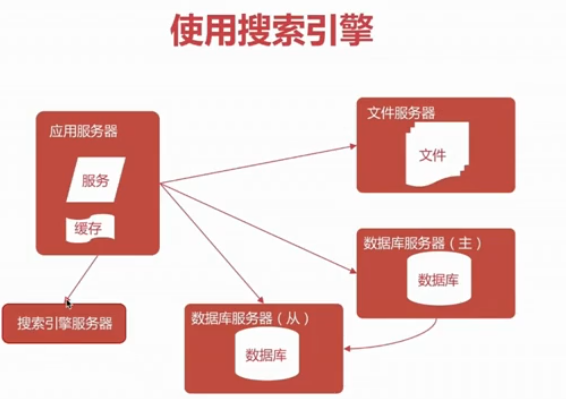 使用搜索引擎
应用服务器
服务
缓存
搜索引擎服务器
文件服务器
文件
数据库服务器（主）
数据库
数据库服务器（从）
数据库